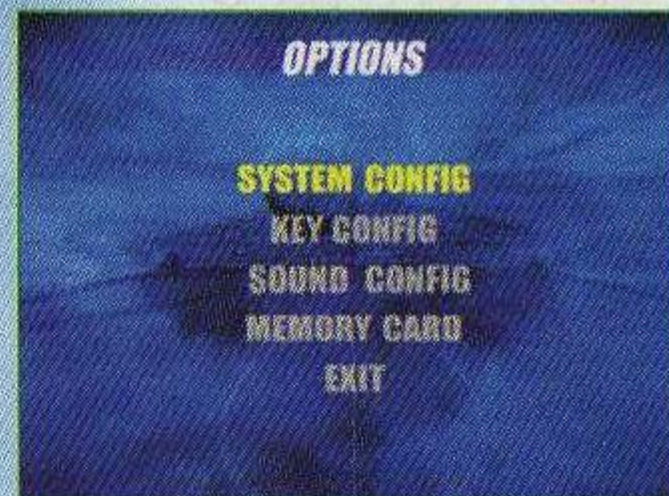 OPTIONS
SYSTEM CONFIG
KEY CONFIG
SOUND CONFIG
MEMORY CARD
EXIT